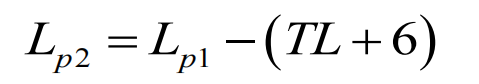 L_{p2} = L_{p1} − (TL + 6)